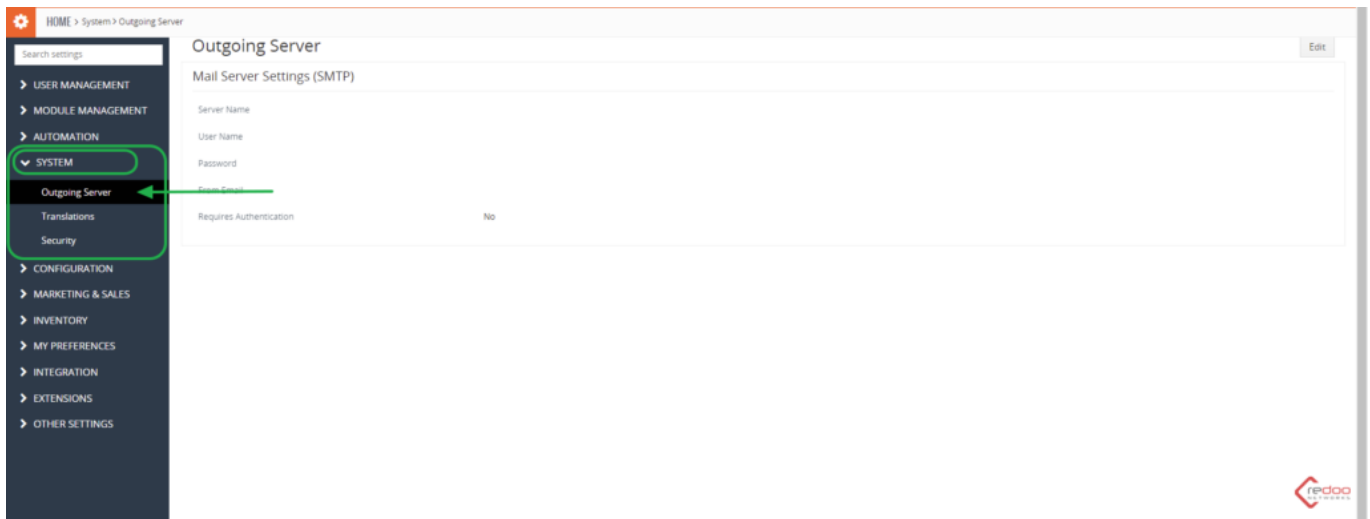 HOME > System > Outgoing Server
Search settings
USER MANAGEMENT
MODULE MANAGEMENT
AUTOMATION
SYSTEM
Outgoing Server
Translations
Security
CONFIGURATION
MARKETING & SALES
INVENTORY
MY PREFERENCES
INTEGRATION
EXTENSIONS
OTHER SETTINGS
Outgoing Server
Edit
Mail Server Settings (SMTP)
Server Name
User Name
Password
From Email
Requires Authentication No
redoo
NETWORKS